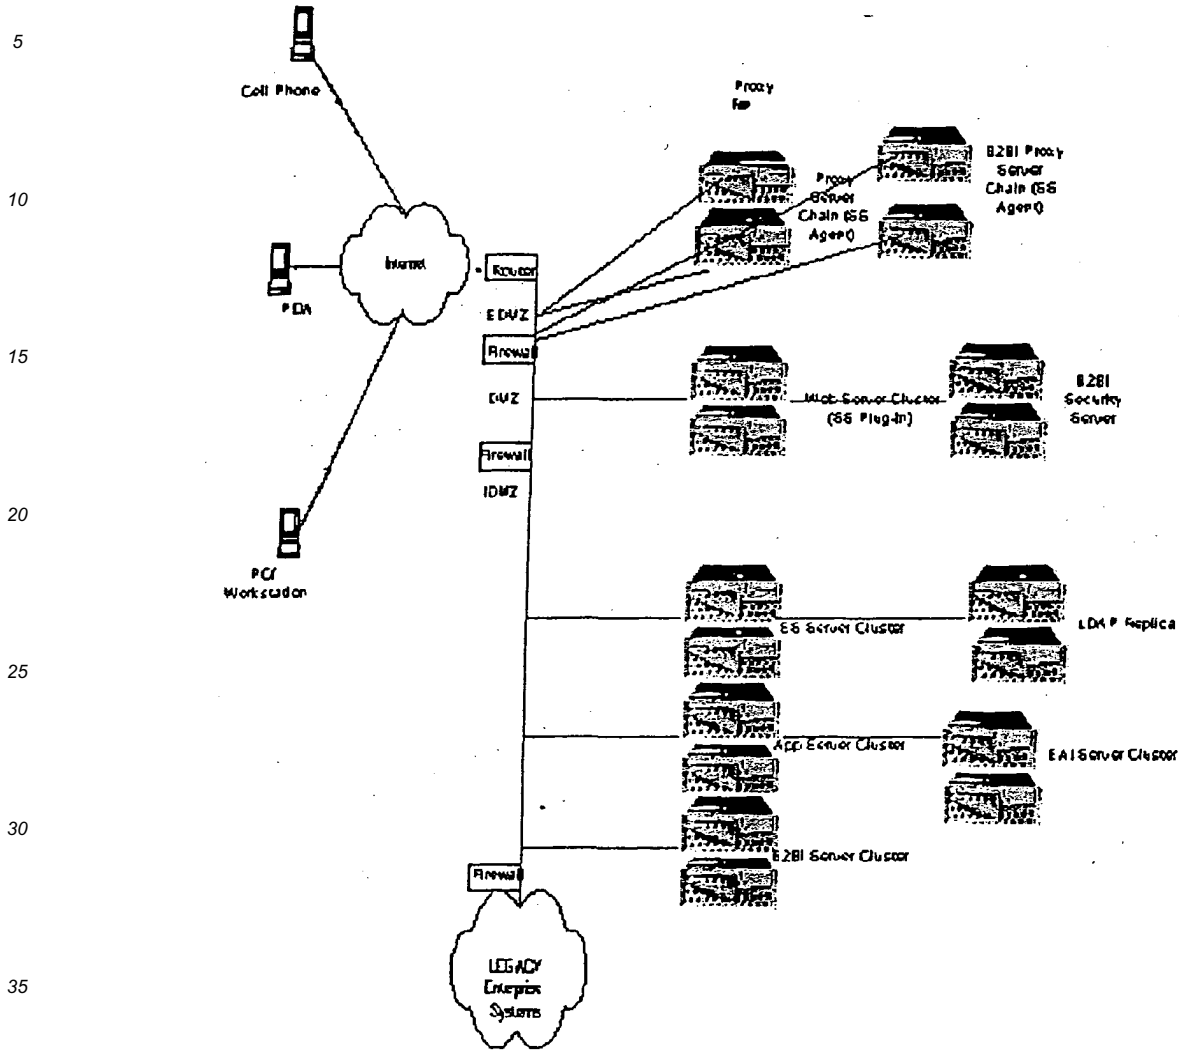 5
Cell Phone
Proxy
10
B2BI Proxy
Server
Chain (SS
Agent)
Proxy
Server
Chain (SS
Agent)
Internet
Router
PDA
EDMZ
15
Firewall
DMZ
Web Server Cluster
(SS Plug-In)
B2BI
Security
Server
Firewall
IDMZ
20
PC/
Workstation
SS Server Cluster
LDAP Replica
25
App Server Cluster
EAI Server Cluster
30
B2BI Server Cluster
Firewall
LEGACY
Enterprise
Systems
35